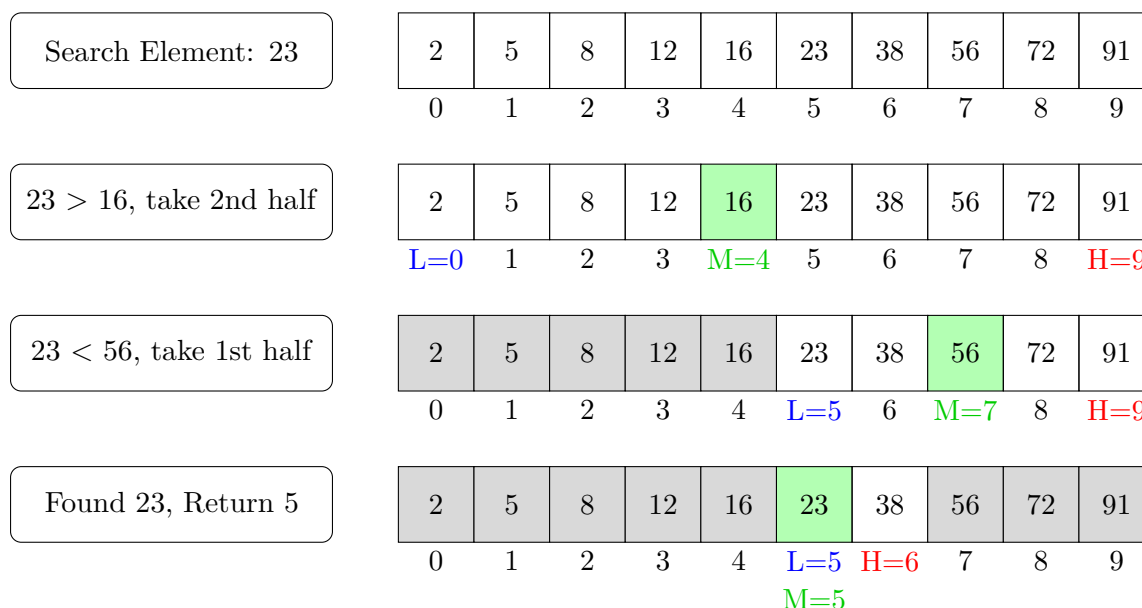 Search Element: 23
2 5 8 12 16 23 38 56 72 91
0 1 2 3 4 5 6 7 8 9
23 > 16, take 2nd half
2 5 8 12 16 23 38 56 72 91
L=0 1 2 3 M=4 5 6 7 8 H=9
23 < 56, take 1st half
2 5 8 12 16 23 38 56 72 91
0 1 2 3 4 L=5 6 M=7 8 H=9
Found 23, Return 5
2 5 8 12 16 23 38 56 72 91
0 1 2 3 4 L=5 H=6 7 8 9
M=5